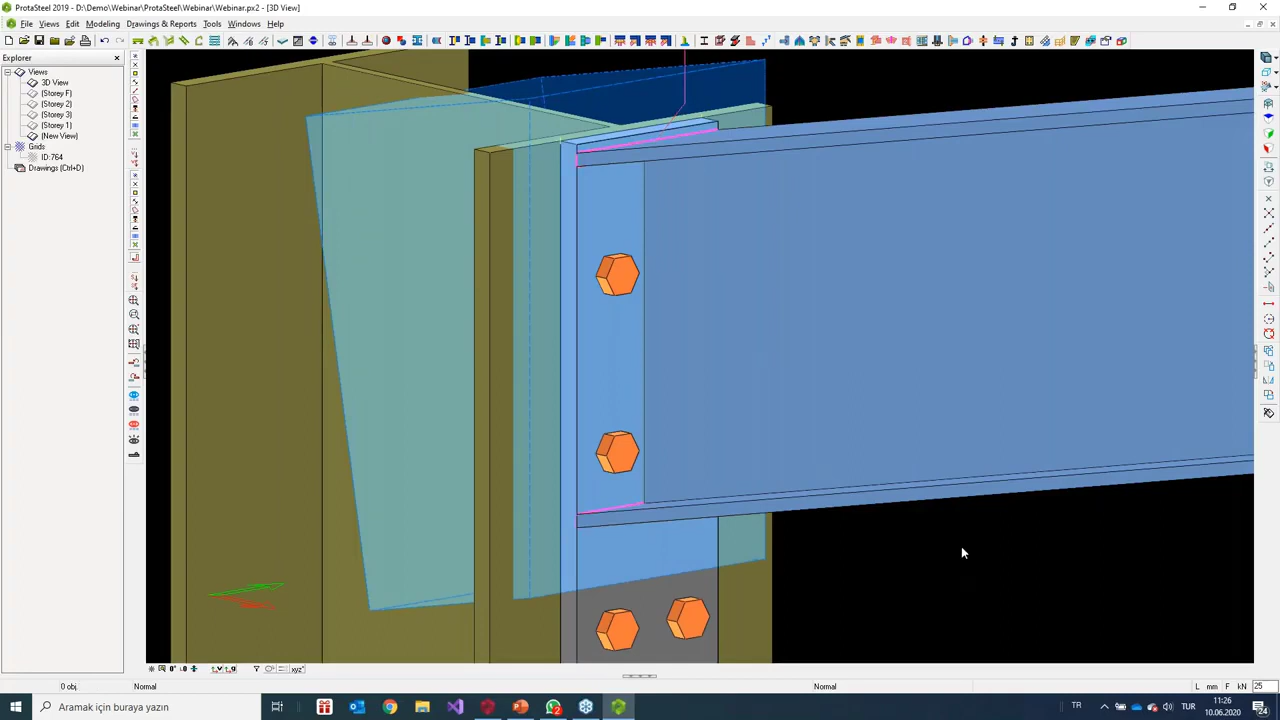 ProtaSteel 2019 - D:\Demo\Webinar\ProtaSteel\Webinar\Webinar.px2 - [3D View]
File Views Edit Modeling Drawings & Reports Tools Windows Help
Explorer
Views
3D View
(Storey F)
(Storey 2)
(Storey 3)
(Storey 1)
(New View)
Grids
ID:764
Drawings (Ctrl+D)
xyz
0 obj. Normal Normal L mm F kN 25
Aramak için buraya yazın
TR TUR 11:26
10.06.2020